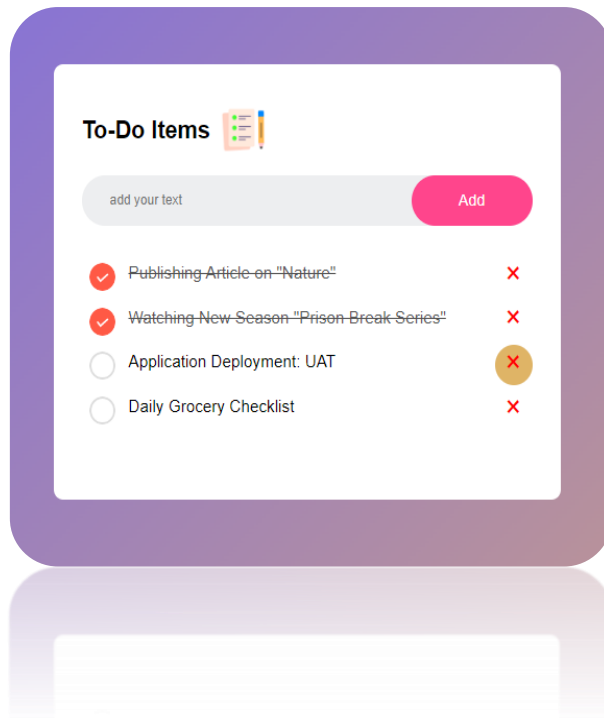 To-Do Items
add your text
Add
Publishing Article on "Nature"
Watching New Season "Prison Break Series"
Application Deployment: UAT
Daily Grocery Checklist